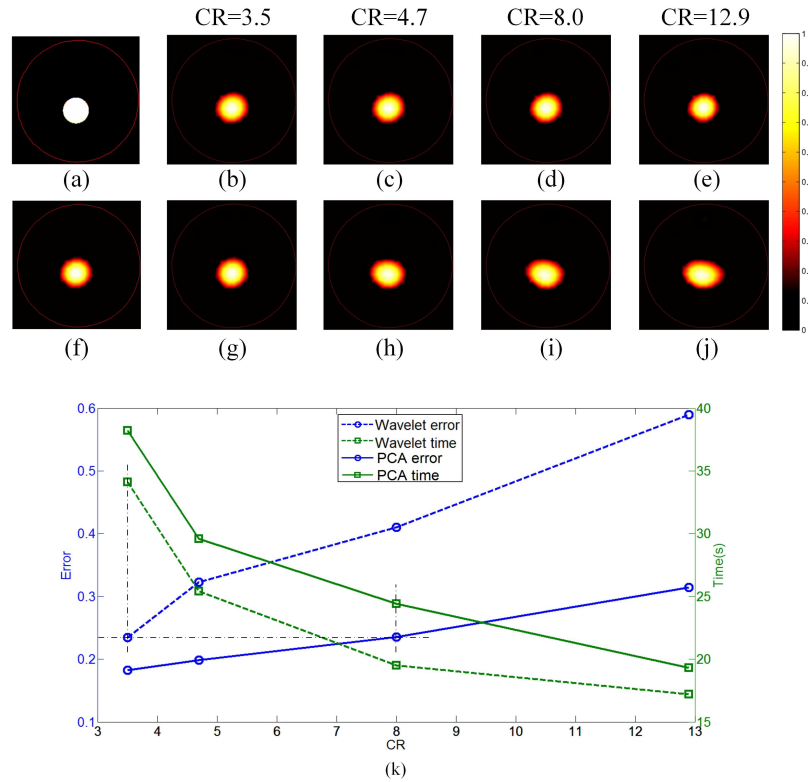 CR=3.5 CR=4.7 CR=8.0 CR=12.9
1
0
(a) (b) (c) (d) (e)
(f) (g) (h) (i) (j)
0.6
0.5
0.4
0.3
0.2
0.1
Error
Wavelet error
Wavelet time
PCA error
PCA time
40
35
30
25
20
15
Time(s)
3 4 5 6 7 8 9 10 11 12 13
CR
(k)